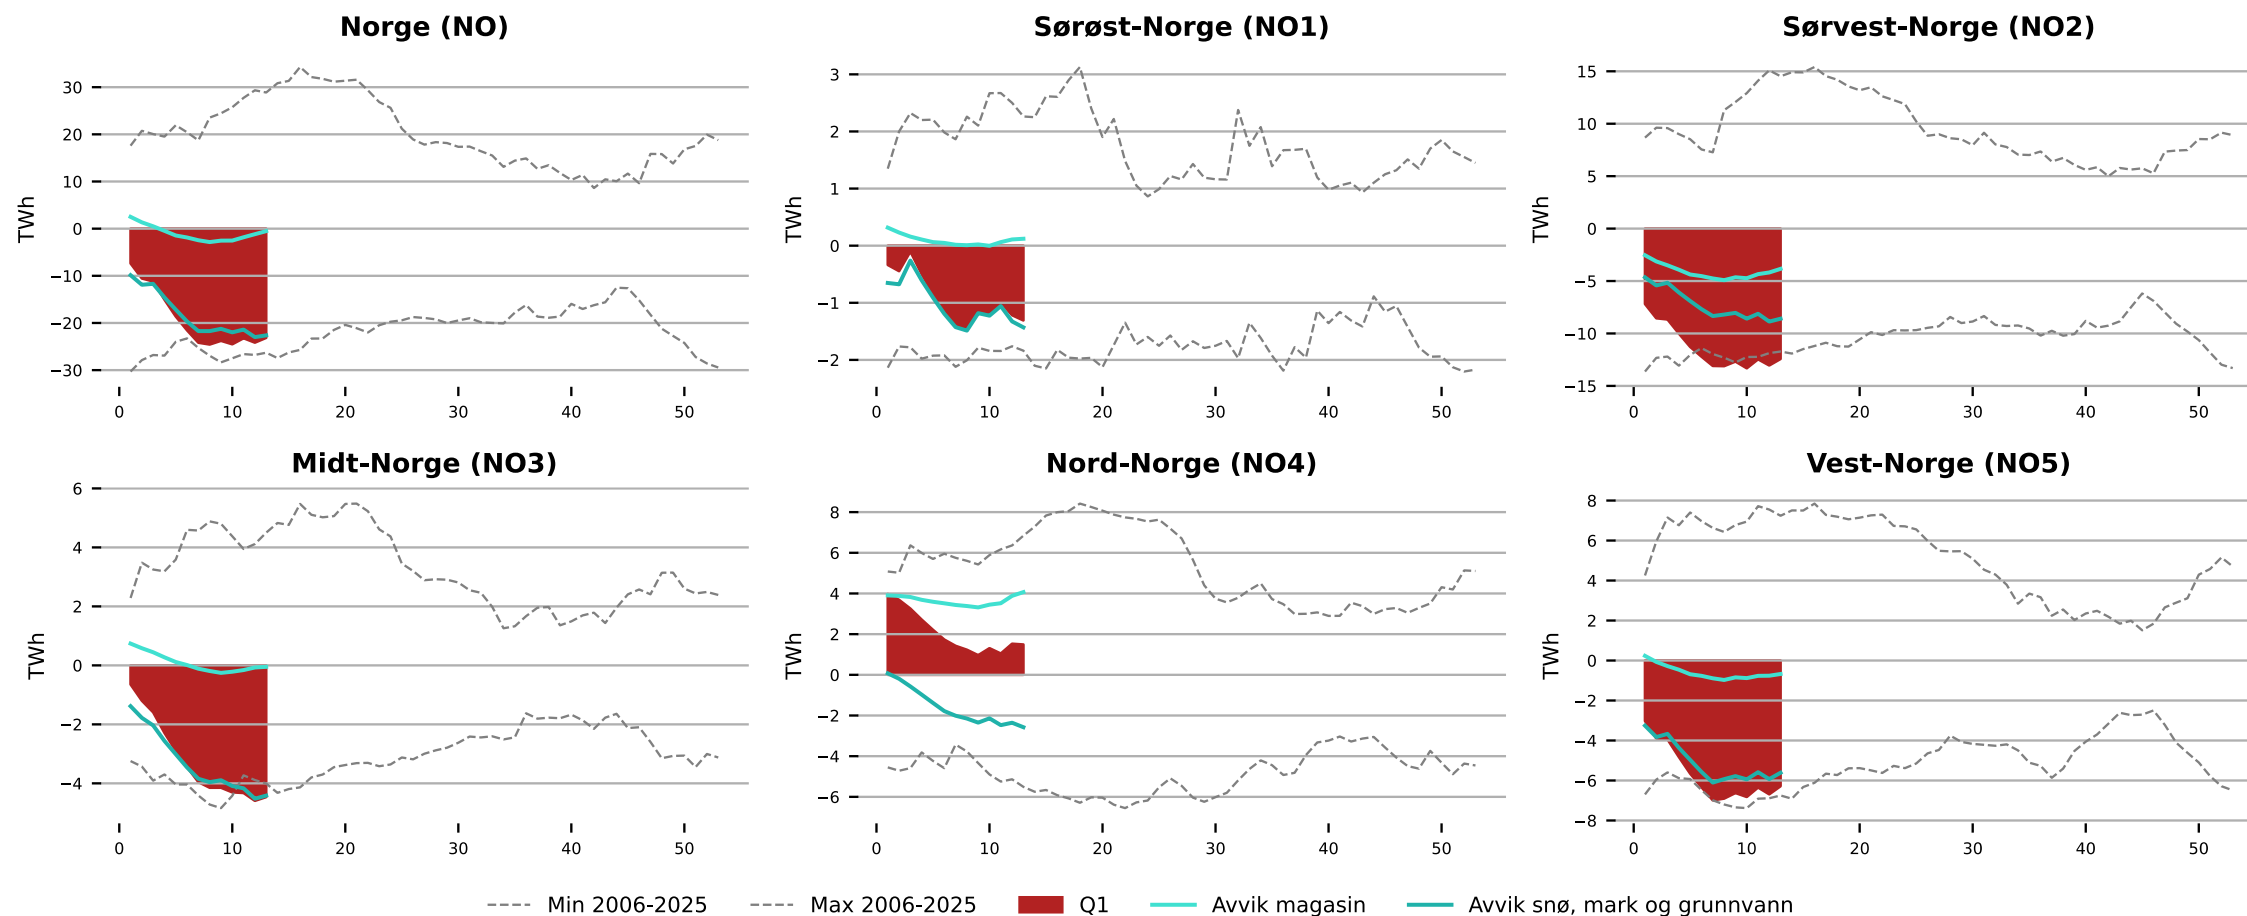 Norge (NO)
TWh
30
20
10
0
−10
−20
−30
0 10 20 30 40 50
Sørøst-Norge (NO1)
TWh
3
2
1
0
−1
−2
0 10 20 30 40 50
Sørvest-Norge (NO2)
TWh
15
10
5
0
−5
−10
−15
0 10 20 30 40 50
Midt-Norge (NO3)
TWh
6
4
2
0
−2
−4
0 10 20 30 40 50
Nord-Norge (NO4)
TWh
8
6
4
2
0
−2
−4
−6
0 10 20 30 40 50
Vest-Norge (NO5)
TWh
8
6
4
2
0
−2
−4
−6
−8
0 10 20 30 40 50
Min 2006-2025 Max 2006-2025 Q1 Avvik magasin Avvik snø, mark og grunnvann